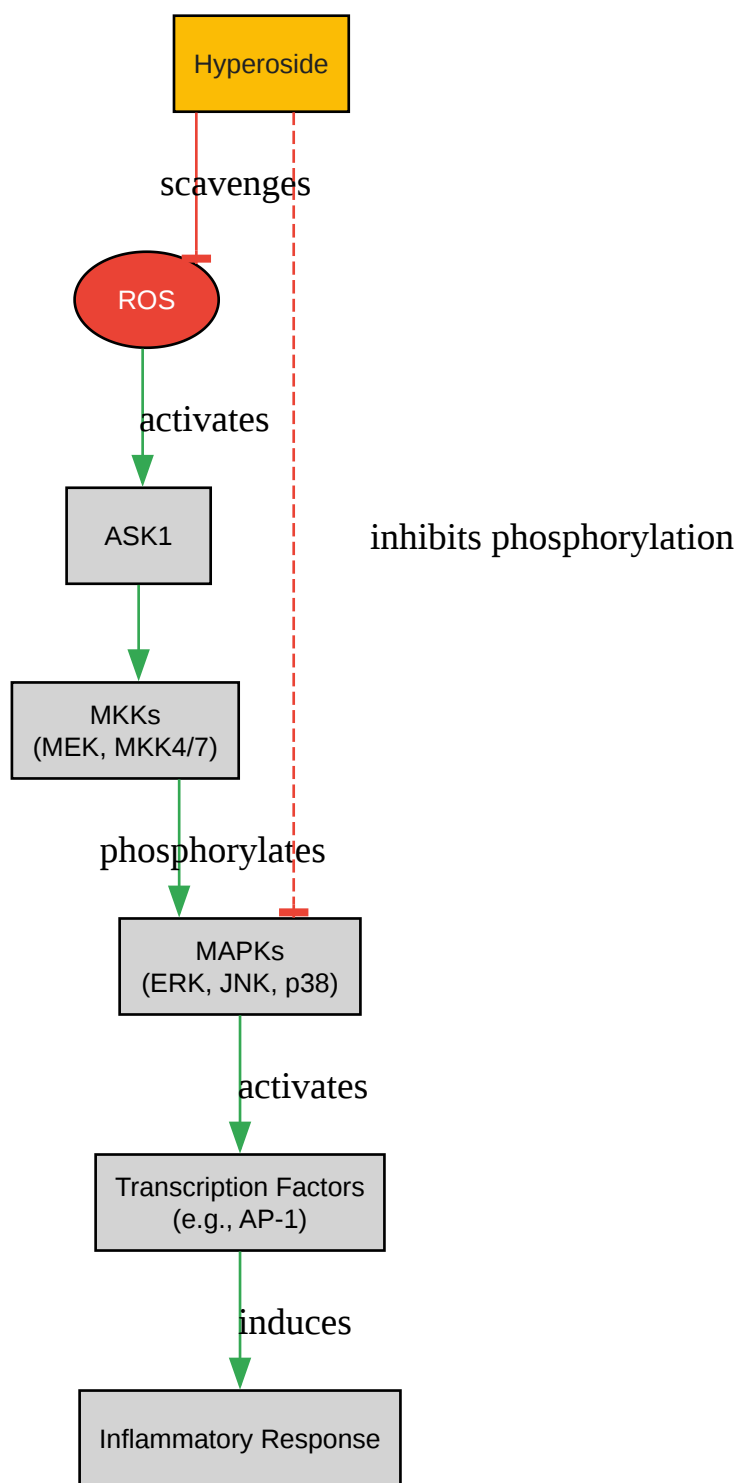 Hyperoside
scavenges
ROS
activates
ASK1
inhibits phosphorylation
MKKs
(MEK, MKK4/7)
phosphorylates
MAPKs
(ERK, JNK, p38)
activates
Transcription Factors
(e.g., AP-1)
induces
Inflammatory Response